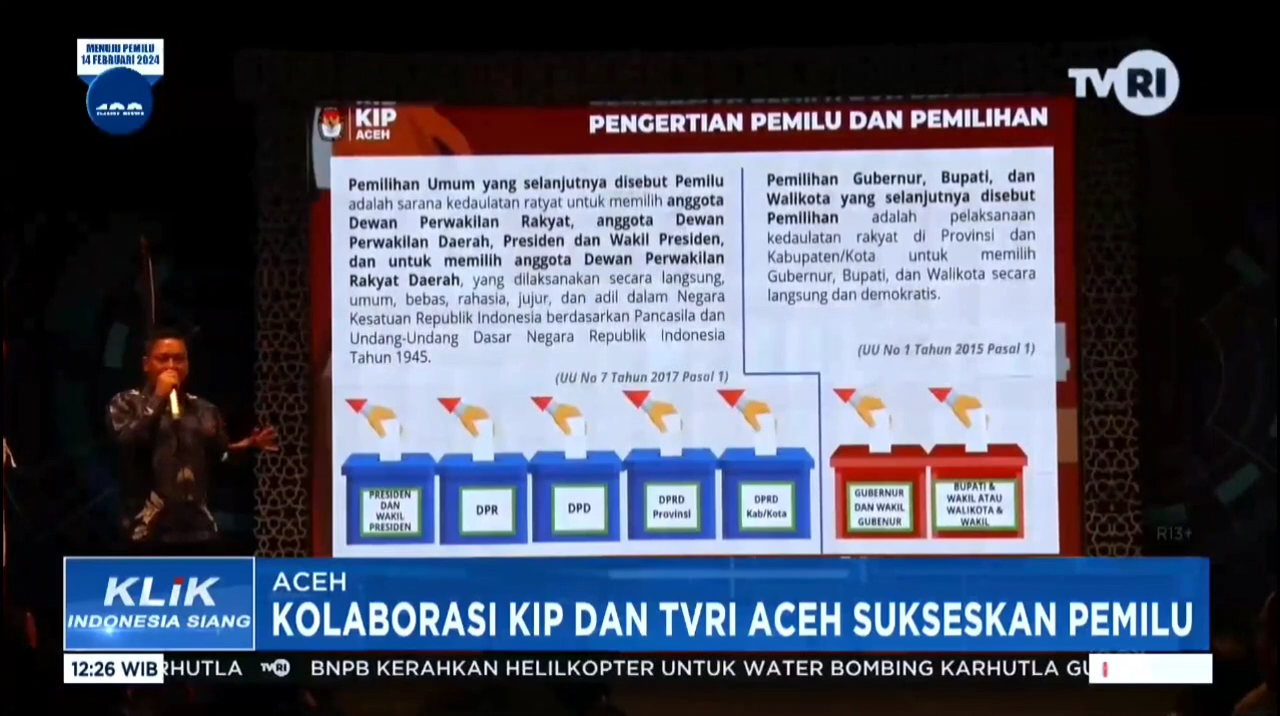 MENUJU PEMILU
14 FEBRUARI 2024
TVRI
KIP
ACEH
PENGERTIAN PEMILU DAN PEMILIHAN
Pemilihan Umum yang selanjutnya disebut Pemilu
adalah sarana kedaulatan ratyat untuk memilih anggota
Dewan Perwakilan Rakyat, anggota Dewan
Perwakilan Daerah, Presiden dan Wakil Presiden,
dan untuk memilih anggota Dewan Perwakilan
Rakyat Daerah, yang dilaksanakan secara langsung,
umum, bebas, rahasia, jujur, dan adil dalam Negara
Kesatuan Republik Indonesia berdasarkan Pancasila dan
Undang-Undang Dasar Negara Republik Indonesia
Tahun 1945.
(UU No 7 Tahun 2017 Pasal 1)
Pemilihan Gubernur, Bupati, dan
Walikota yang selanjutnya disebut
Pemilihan adalah pelaksanaan
kedaulatan rakyat di Provinsi dan
Kabupaten/Kota untuk memilih
Gubernur, Bupati, dan Walikota secara
langsung dan demokratis.
(UU No 1 Tahun 2015 Pasal 1)
PRESIDEN
DAN
WAKIL
PRESIDEN
DPR
DPD
DPRD
Provinsi
DPRD
Kab/Kota
GUBERNUR
DAN WAKIL
GUBENUR
BUPATI &
WAKIL ATAU
WALIKOTA &
WAKIL
R13+
KLiK
INDONESIA SIANG
ACEH
KOLABORASI KIP DAN TVRI ACEH SUKSESKAN PEMILU
12:26 WIB RHUTLA TVRI BNPB KERAHKAN HELILKOPTER UNTUK WATER BOMBING KARHUTLA GU